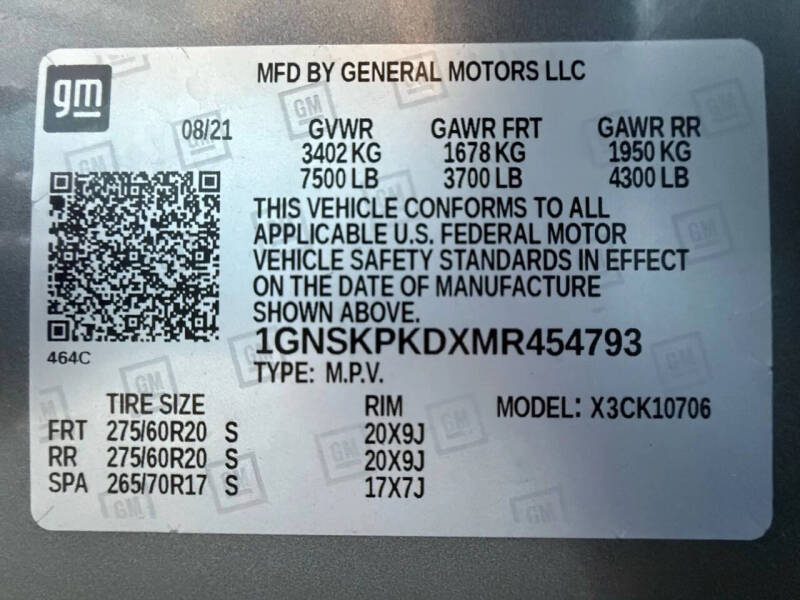 gm
MFD BY GENERAL MOTORS LLC
08/21 GVWR GAWR FRT GAWR RR
3402 KG 1678 KG 1950 KG
7500 LB 3700 LB 4300 LB
THIS VEHICLE CONFORMS TO ALL
APPLICABLE U.S. FEDERAL MOTOR
VEHICLE SAFETY STANDARDS IN EFFECT
ON THE DATE OF MANUFACTURE
SHOWN ABOVE.
464C
1GNSKPKDXMR454793
TYPE: M.P.V.
TIRE SIZE RIM MODEL: X3CK10706
FRT 275/60R20 S 20X9J
RR 275/60R20 S 20X9J
SPA 265/70R17 S 17X7J